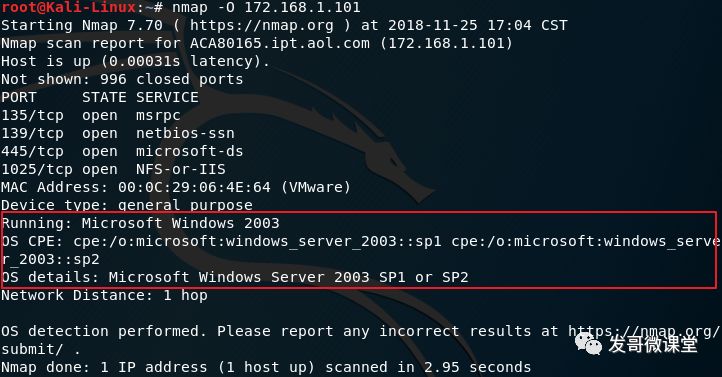 root@Kali-Linux:~# nmap -O 172.168.1.101
Starting Nmap 7.70 ( https://nmap.org ) at 2018-11-25 17:04 CST
Nmap scan report for ACA80165.ipt.aol.com (172.168.1.101)
Host is up (0.00031s latency).
Not shown: 996 closed ports
PORT     STATE SERVICE
135/tcp  open  msrpc
139/tcp  open  netbios-ssn
445/tcp  open  microsoft-ds
1025/tcp open  NFS-or-IIS
MAC Address: 00:0C:29:06:4E:64 (VMware)
Device type: general purpose
Running: Microsoft Windows 2003
OS CPE: cpe:/o:microsoft:windows_server_2003::sp1 cpe:/o:microsoft:windows_serve
r_2003::sp2
OS details: Microsoft Windows Server 2003 SP1 or SP2
Network Distance: 1 hop
OS detection performed. Please report any incorrect results at https://nmap.org/
submit/ .
Nmap done: 1 IP address (1 host up) scanned in 2.95 seconds
发哥微课堂